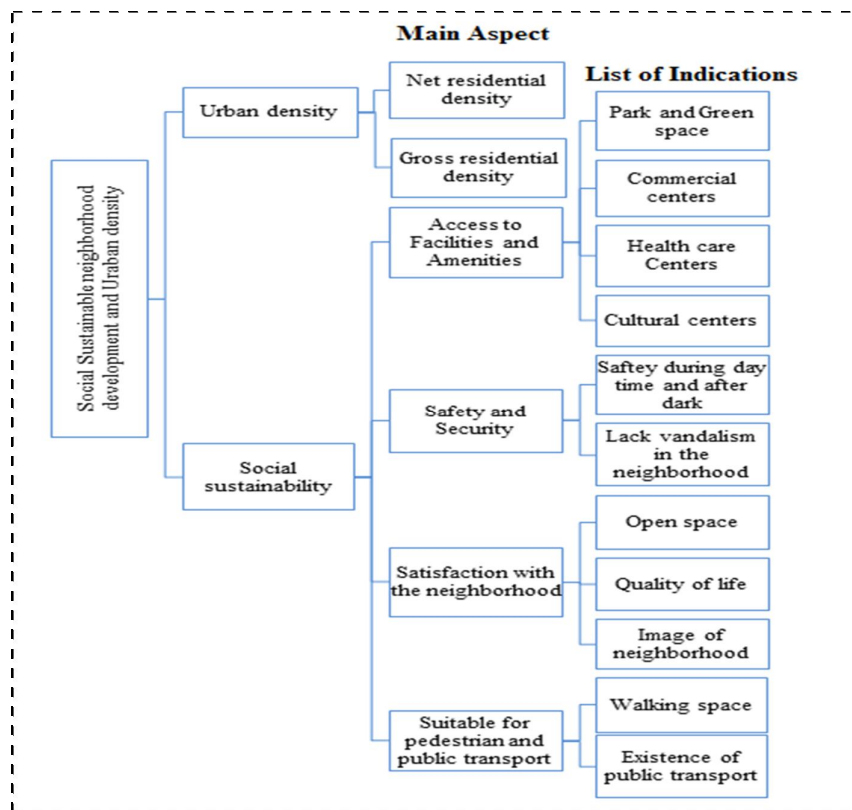 Main Aspect
List of Indications
Social Sustainable neighborhood
development and Uraban density
Urban density
Net residential
density
Gross residential
density
Social
sustainability
Access to
Facilities and
Amenities
Park and Green
space
Commercial
centers
Health care
Centers
Cultural centers
Safety and
Security
Saftey during day
time and after
dark
Lack vandalism
in the
neighborhood
Satisfaction with
the neighborhood
Open space
Quality of life
Image of
neighborhood
Suitable for
pedestrian and
public transport
Walking space
Existence of
public transport